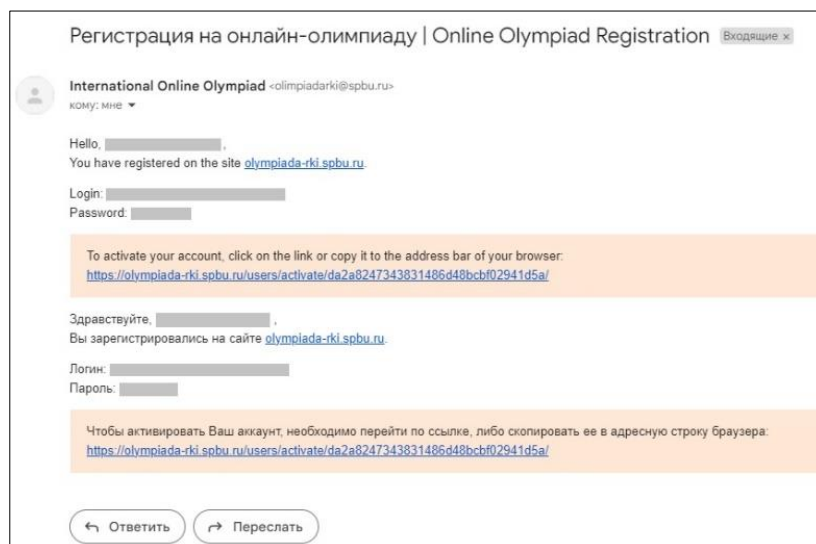 Регистрация на онлайн-олимпиаду | Online Olympiad Registration Входящие ×
International Online Olympiad <olimpiadarki@spbu.ru>
кому: мне
Hello, ,
You have registered on the site olympiada-rki.spbu.ru.
Login:
Password:
To activate your account, click on the link or copy it to the address bar of your browser:
https://olympiada-rki.spbu.ru/users/activate/da2a8247343831486d48bcbf02941d5a/
Здравствуйте, ,
Вы зарегистрировались на сайте olympiada-rki.spbu.ru.
Логин:
Пароль:
Чтобы активировать Ваш аккаунт, необходимо перейти по ссылке, либо скопировать ее в адресную строку браузера:
https://olympiada-rki.spbu.ru/users/activate/da2a8247343831486d48bcbf02941d5a/
Ответить Переслать